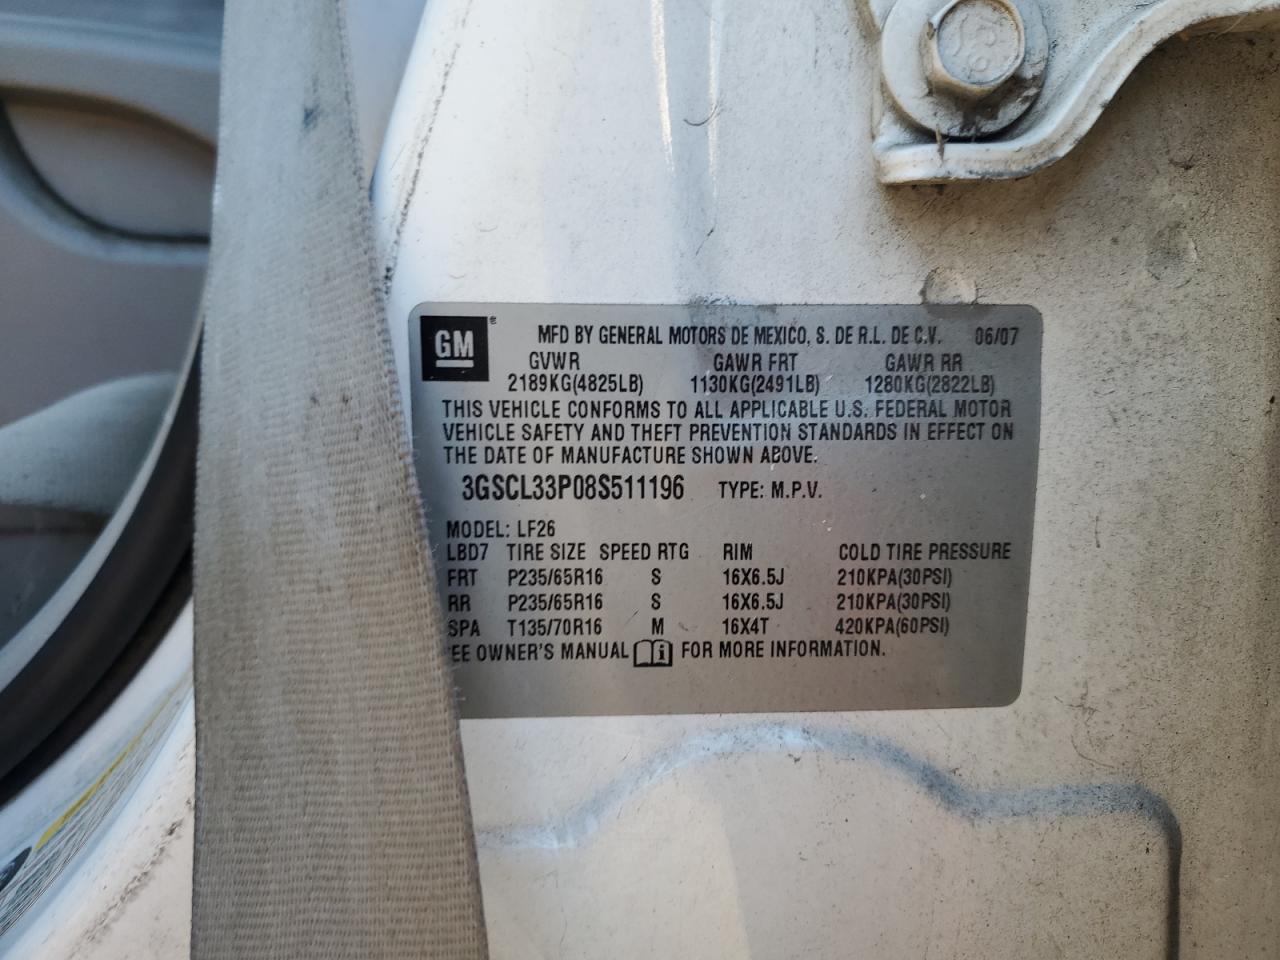 GM® MFD BY GENERAL MOTORS DE MEXICO, S. DE R.L. DE C.V. 06/07
GVWR GAWR FRT GAWR RR
2189KG(4825LB) 1130KG(2491LB) 1280KG(2822LB)
THIS VEHICLE CONFORMS TO ALL APPLICABLE U.S. FEDERAL MOTOR
VEHICLE SAFETY AND THEFT PREVENTION STANDARDS IN EFFECT ON
THE DATE OF MANUFACTURE SHOWN ABOVE.
3GSCL33P08S511196 TYPE: M.P.V.
MODEL: LF26
LBD7 TIRE SIZE SPEED RTG RIM COLD TIRE PRESSURE
FRT P235/65R16 S 16X6.5J 210KPA(30PSI)
RR P235/65R16 S 16X6.5J 210KPA(30PSI)
SPA T135/70R16 M 16X4T 420KPA(60PSI)
EE OWNER'S MANUAL i FOR MORE INFORMATION.